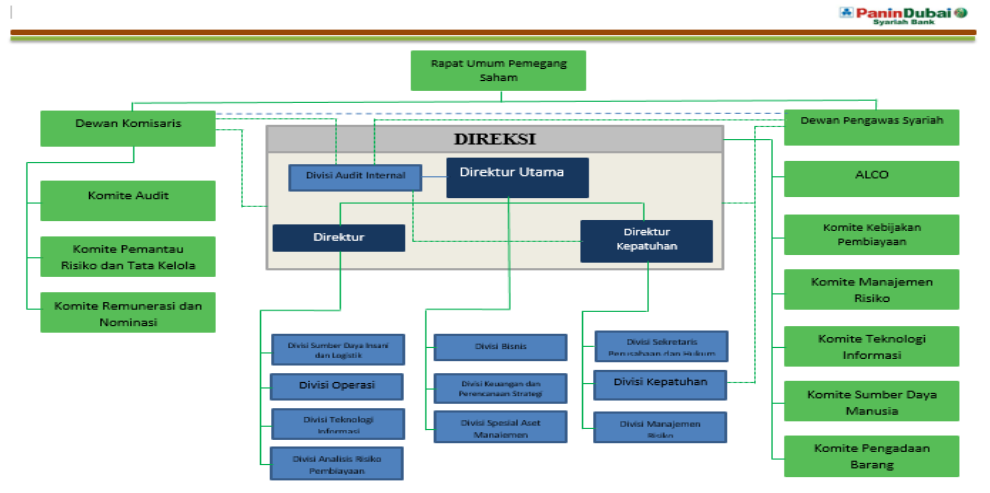 PaninDubai
Syariah Bank
Rapat Umum Pemegang
Saham
Dewan Komisaris
Dewan Pengawas Syariah
DIREKSI
Divisi Audit Internal
Direktur Utama
Direktur
Direktur
Kepatuhan
Komite Audit
Komite Pemantau
Risiko dan Tata Kelola
Komite Remunerasi dan
Nominasi
ALCO
Komite Kebijakan
Pembiayaan
Komite Manajemen
Risiko
Komite Teknologi
Informasi
Komite Sumber Daya
Manusia
Komite Pengadaan
Barang
Divisi Sumber Daya Insani
dan Logistik
Divisi Operasi
Divisi Teknologi
Informasi
Divisi Analisis Risiko
Pembiayaan
Divisi Bisnis
Divisi Keuangan dan
Perencanaan Strategi
Divisi Spesial Aset
Manajemen
Divisi Sekretaris
Perusahaan dan Hukum
Divisi Kepatuhan
Divisi Manajemen
Risiko